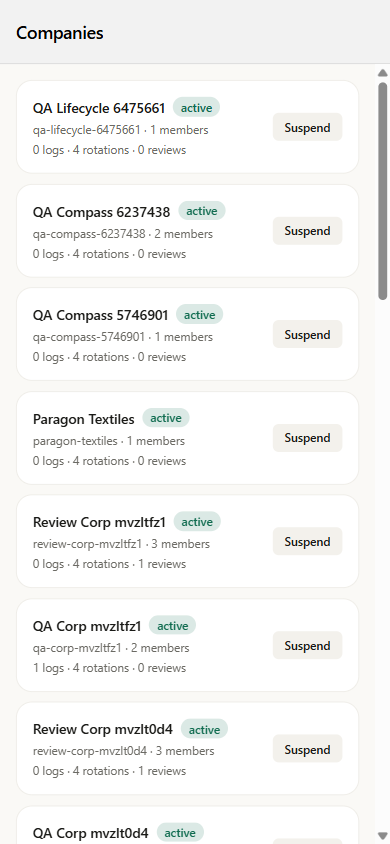 Companies
QA Lifecycle 6475661 active
qa-lifecycle-6475661 · 1 members
0 logs · 4 rotations · 0 reviews
Suspend
QA Compass 6237438 active
qa-compass-6237438 · 2 members
0 logs · 4 rotations · 0 reviews
Suspend
QA Compass 5746901 active
qa-compass-5746901 · 1 members
0 logs · 4 rotations · 0 reviews
Suspend
Paragon Textiles active
paragon-textiles · 1 members
0 logs · 4 rotations · 0 reviews
Suspend
Review Corp mvzltfz1 active
review-corp-mvzltfz1 · 3 members
0 logs · 4 rotations · 1 reviews
Suspend
QA Corp mvzltfz1 active
qa-corp-mvzltfz1 · 2 members
1 logs · 4 rotations · 0 reviews
Suspend
Review Corp mvzlt0d4 active
review-corp-mvzlt0d4 · 3 members
0 logs · 4 rotations · 1 reviews
Suspend
QA Corp mvzlt0d4 active